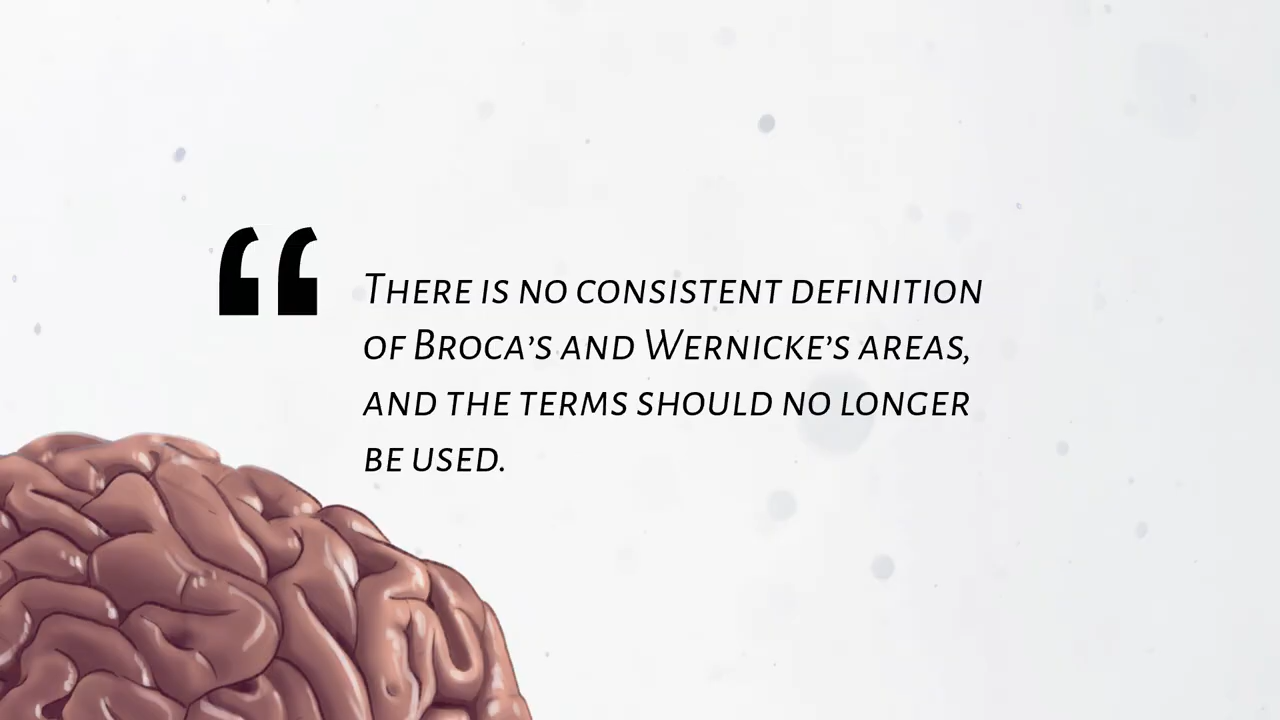 “
There is no consistent definition
of Broca’s and Wernicke’s areas,
and the terms should no longer
be used.